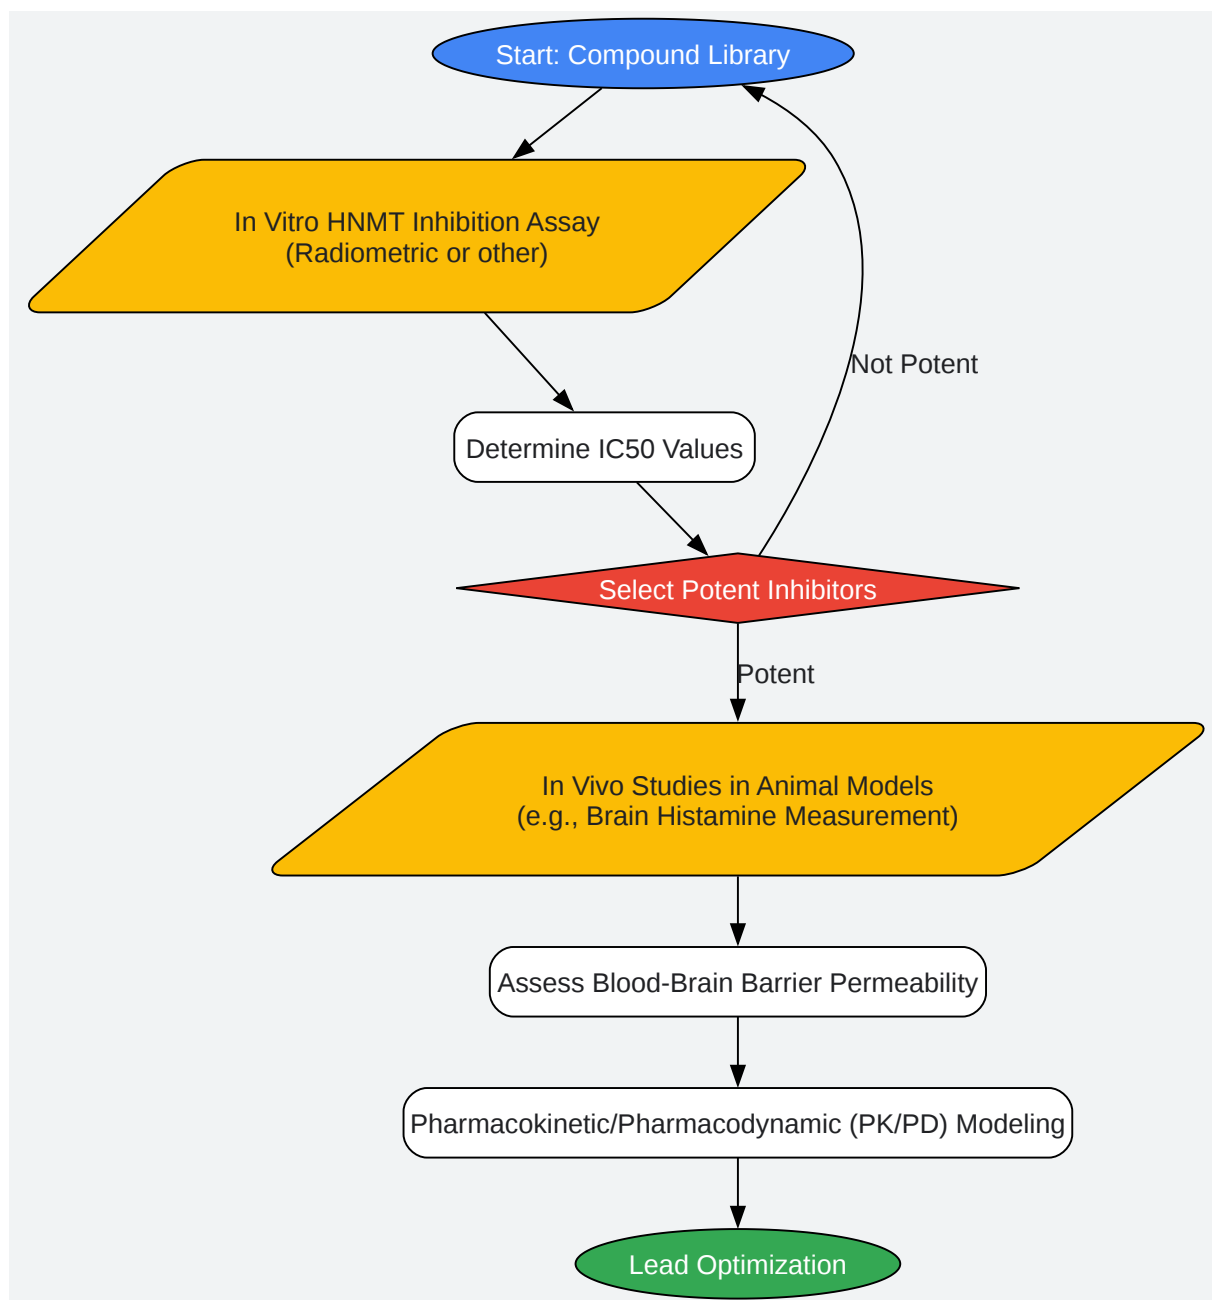 Start: Compound Library
In Vitro HNMT Inhibition Assay
(Radiometric or other)
Not Potent
Determine IC50 Values
Select Potent Inhibitors
Potent
In Vivo Studies in Animal Models
(e.g., Brain Histamine Measurement)
Assess Blood-Brain Barrier Permeability
Pharmacokinetic/Pharmacodynamic (PK/PD) Modeling
Lead Optimization